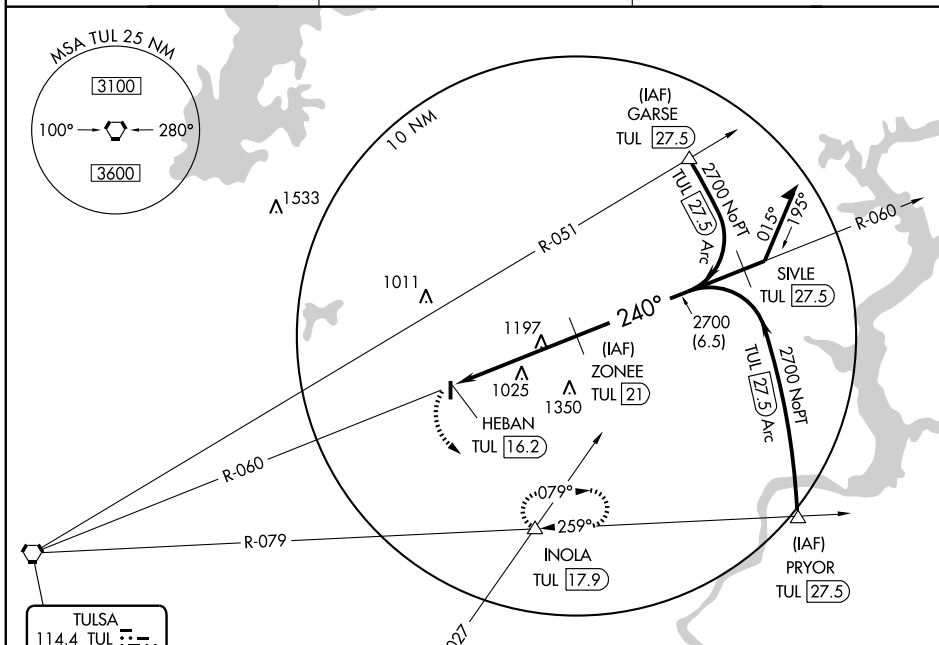 MSA TUL 25 NM
3100
100°
280°
3600
10 NM
(IAF)
GARSE
TUL 27.5
2700 NoPT
TUL 27.5 Arc
1533
R-051
015°
195°
R-060
SIVLE
TUL 27.5
1011
240°
2700
(6.5)
1197
(IAF)
ZONEE
TUL 21
1025
1350
2700 NoPT
TUL 27.5 Arc
HEBAN
TUL 16.2
R-060
079°
259°
R-079
INOLA
TUL 17.9
(IAF)
PRYOR
TUL 27.5
TULSA
114.4 TUL
027